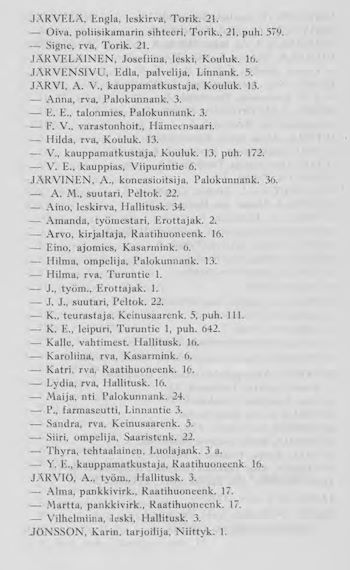 JÄRVELÄ, Engla, leskirva, Torik. 21.
— Oiva, poliisikamarin sihteeri, Torik., 21, puh. 579.
— Signe, rva, Torik. 21.
JÄRVELÄINEN, Josefiina, leski, Kouluk. 16.
JÄRVENSIVU, Edla, palvelija, Linnank. 5.
JÄRVI, A. V., kauppamatkustaja, Kouluk. 13.
— Anna, rva, Palokunnank. 3.
— E. E., talonmies, Palokunnank. 3.
— F. V., varastonhoit., Hämeensaari.
— Hilda, rva, Kouluk. 13.
— V., kauppamatkustaja, Kouluk. 13, puh. 172.
— V. E., kauppias, Viipurintie 6.
JÄRVINEN, A., koneasioitsija, Palokunnank. 36.
— A. M., suutari, Peltok. 22.
— Aino, leskirva, Hallitusk. 34.
— Amanda, työmestari, Erottajak. 2.
— Arvo, kirjaltaja, Raatihuoneenk. 16.
— Eino, ajomies, Kasarmink. 6.
— Hilma, ompelija, Palokunnank. 13.
— Hilma, rva, Turuntie 1.
— J., työm., Erottajak. 1.
— J. J., suutari, Peltok. 22.
— K., teurastaja, Keinusaarenk. 5, puh. 111.
— K. E., leipuri, Turuntie 1, puh. 642.
— Kalle, vahtimest. Hallitusk. 16.
— Karoliina, rva, Kasarmink. 6.
— Katri, rva, Raatihuoneenk. 16.
— Lydia, rva, Hallitusk. 16.
— Maija, nti Palokunnank. 24.
— P., farmaseutti, Linnantie 3.
— Sandra, rva, Keinusaarenk. 5.
— Siiri, ompelija, Saaristenk. 22.
— Thyra, tehtaalainen, Luolajank. 3 a.
— Y. E., kauppamatkustaja, Raatihuoneenk. 16.
JÄRVIÖ, A., työm., Hallitusk. 3.
— Alma, pankkivirk., Raatihuoneenk. 17.
— Martta, pankkivirk., Raatihuoneenk. 17.
— Vilhelmiina, leski, Hallitusk. 3.
JÖNSSON, Karin, tarjoilija, Niittyk. 1.